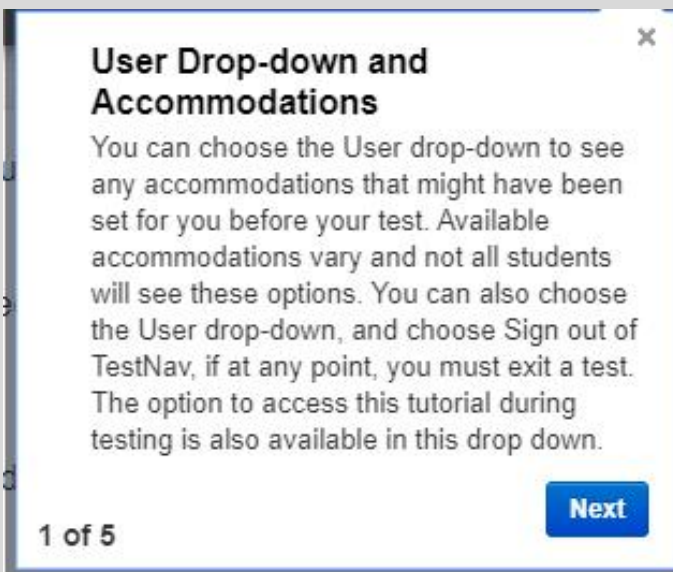 ×
User Drop-down and
Accommodations
You can choose the User drop-down to see
any accommodations that might have been
set for you before your test. Available
accommodations vary and not all students
will see these options. You can also choose
the User drop-down, and choose Sign out of
TestNav, if at any point, you must exit a test.
The option to access this tutorial during
testing is also available in this drop down.
Next
1 of 5